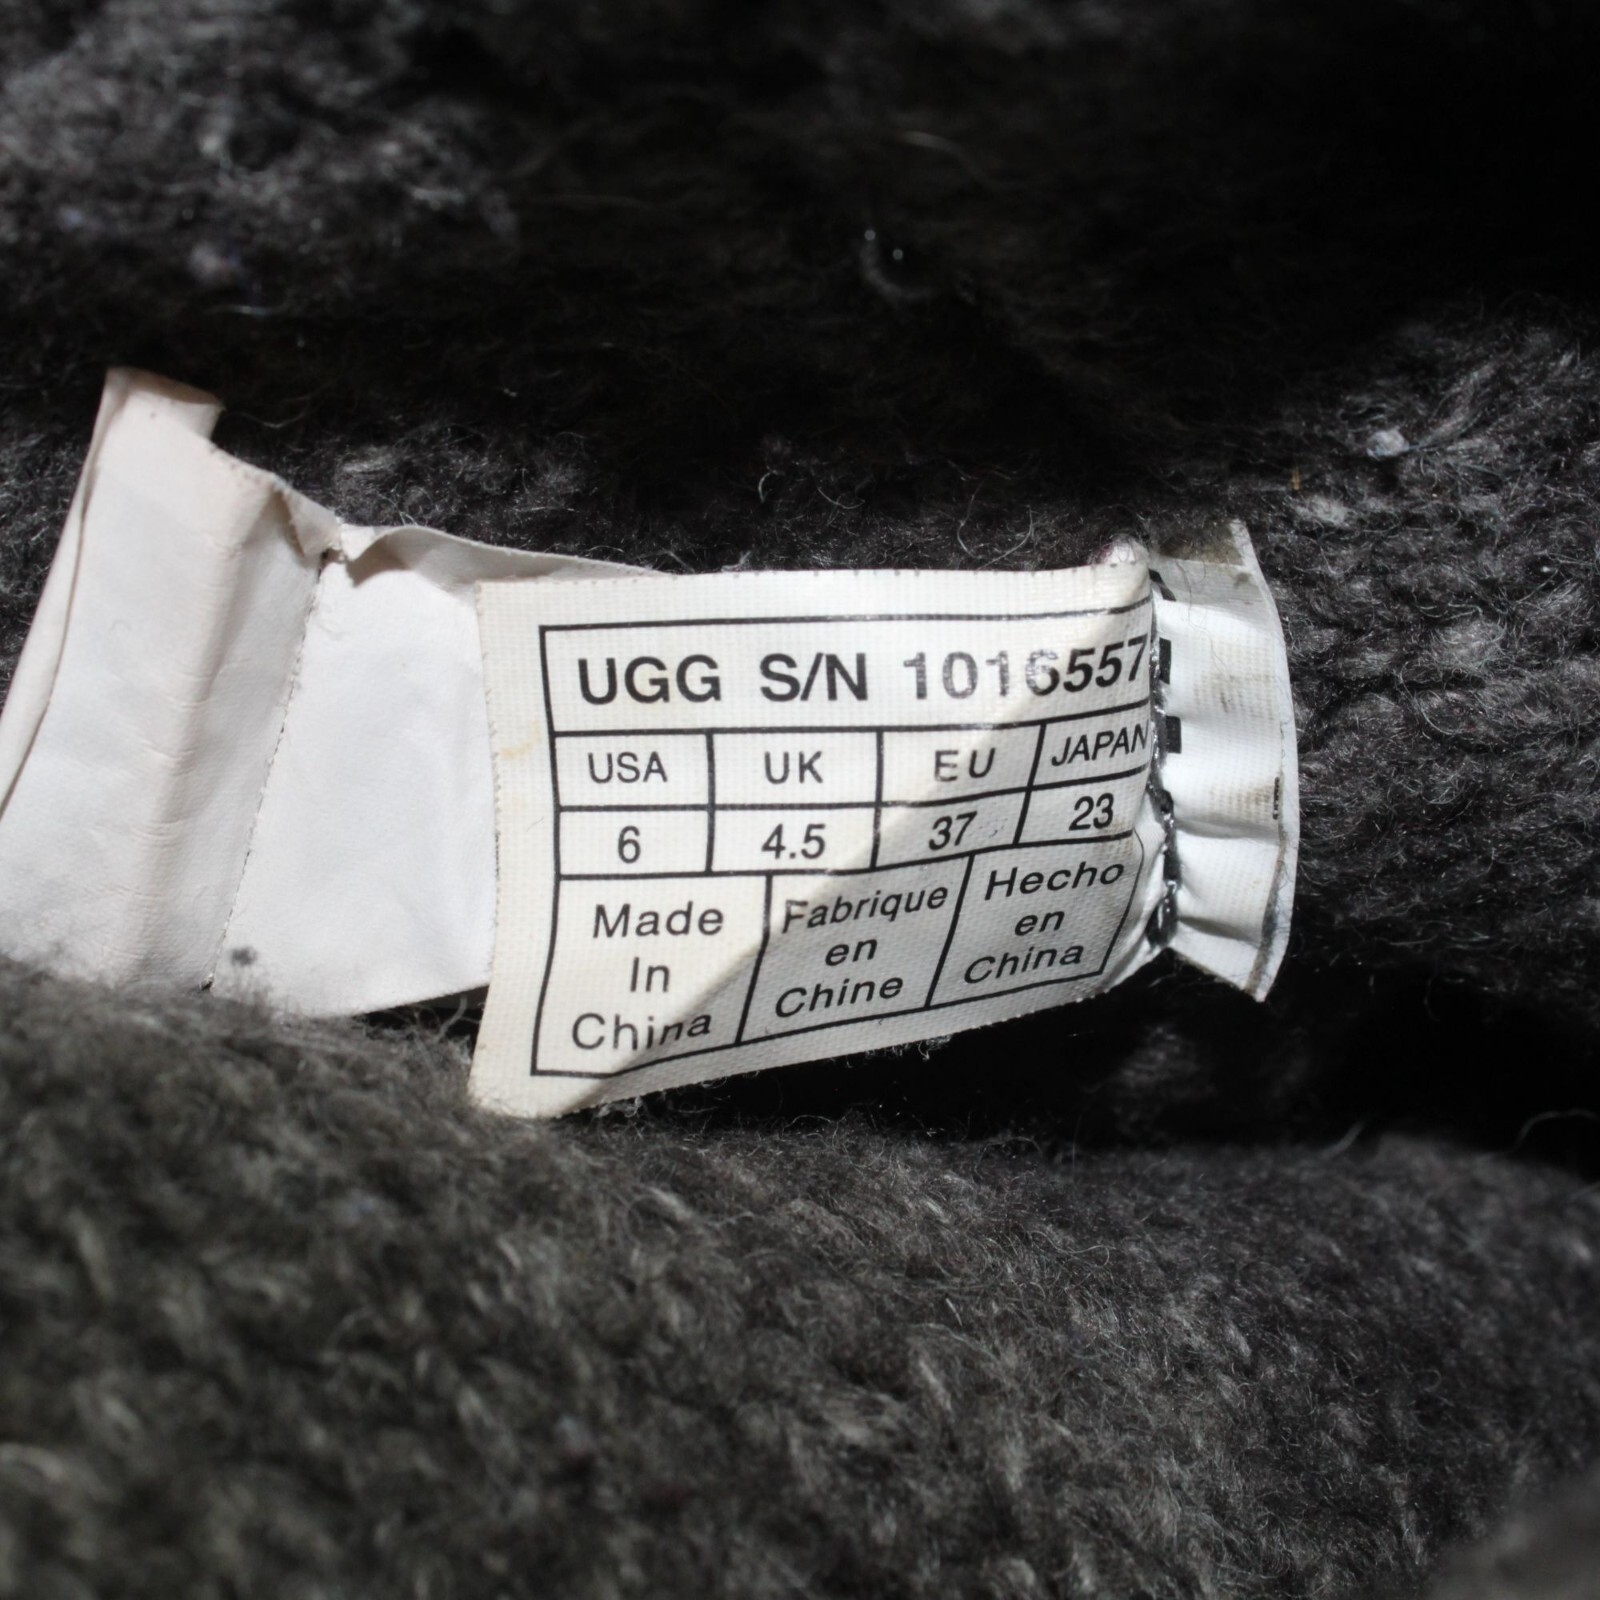 UGG S/N 1016557
USA UK EU JAPAN
6 4.5 37 23
Made In China
Fabrique en Chine
Hecho en China